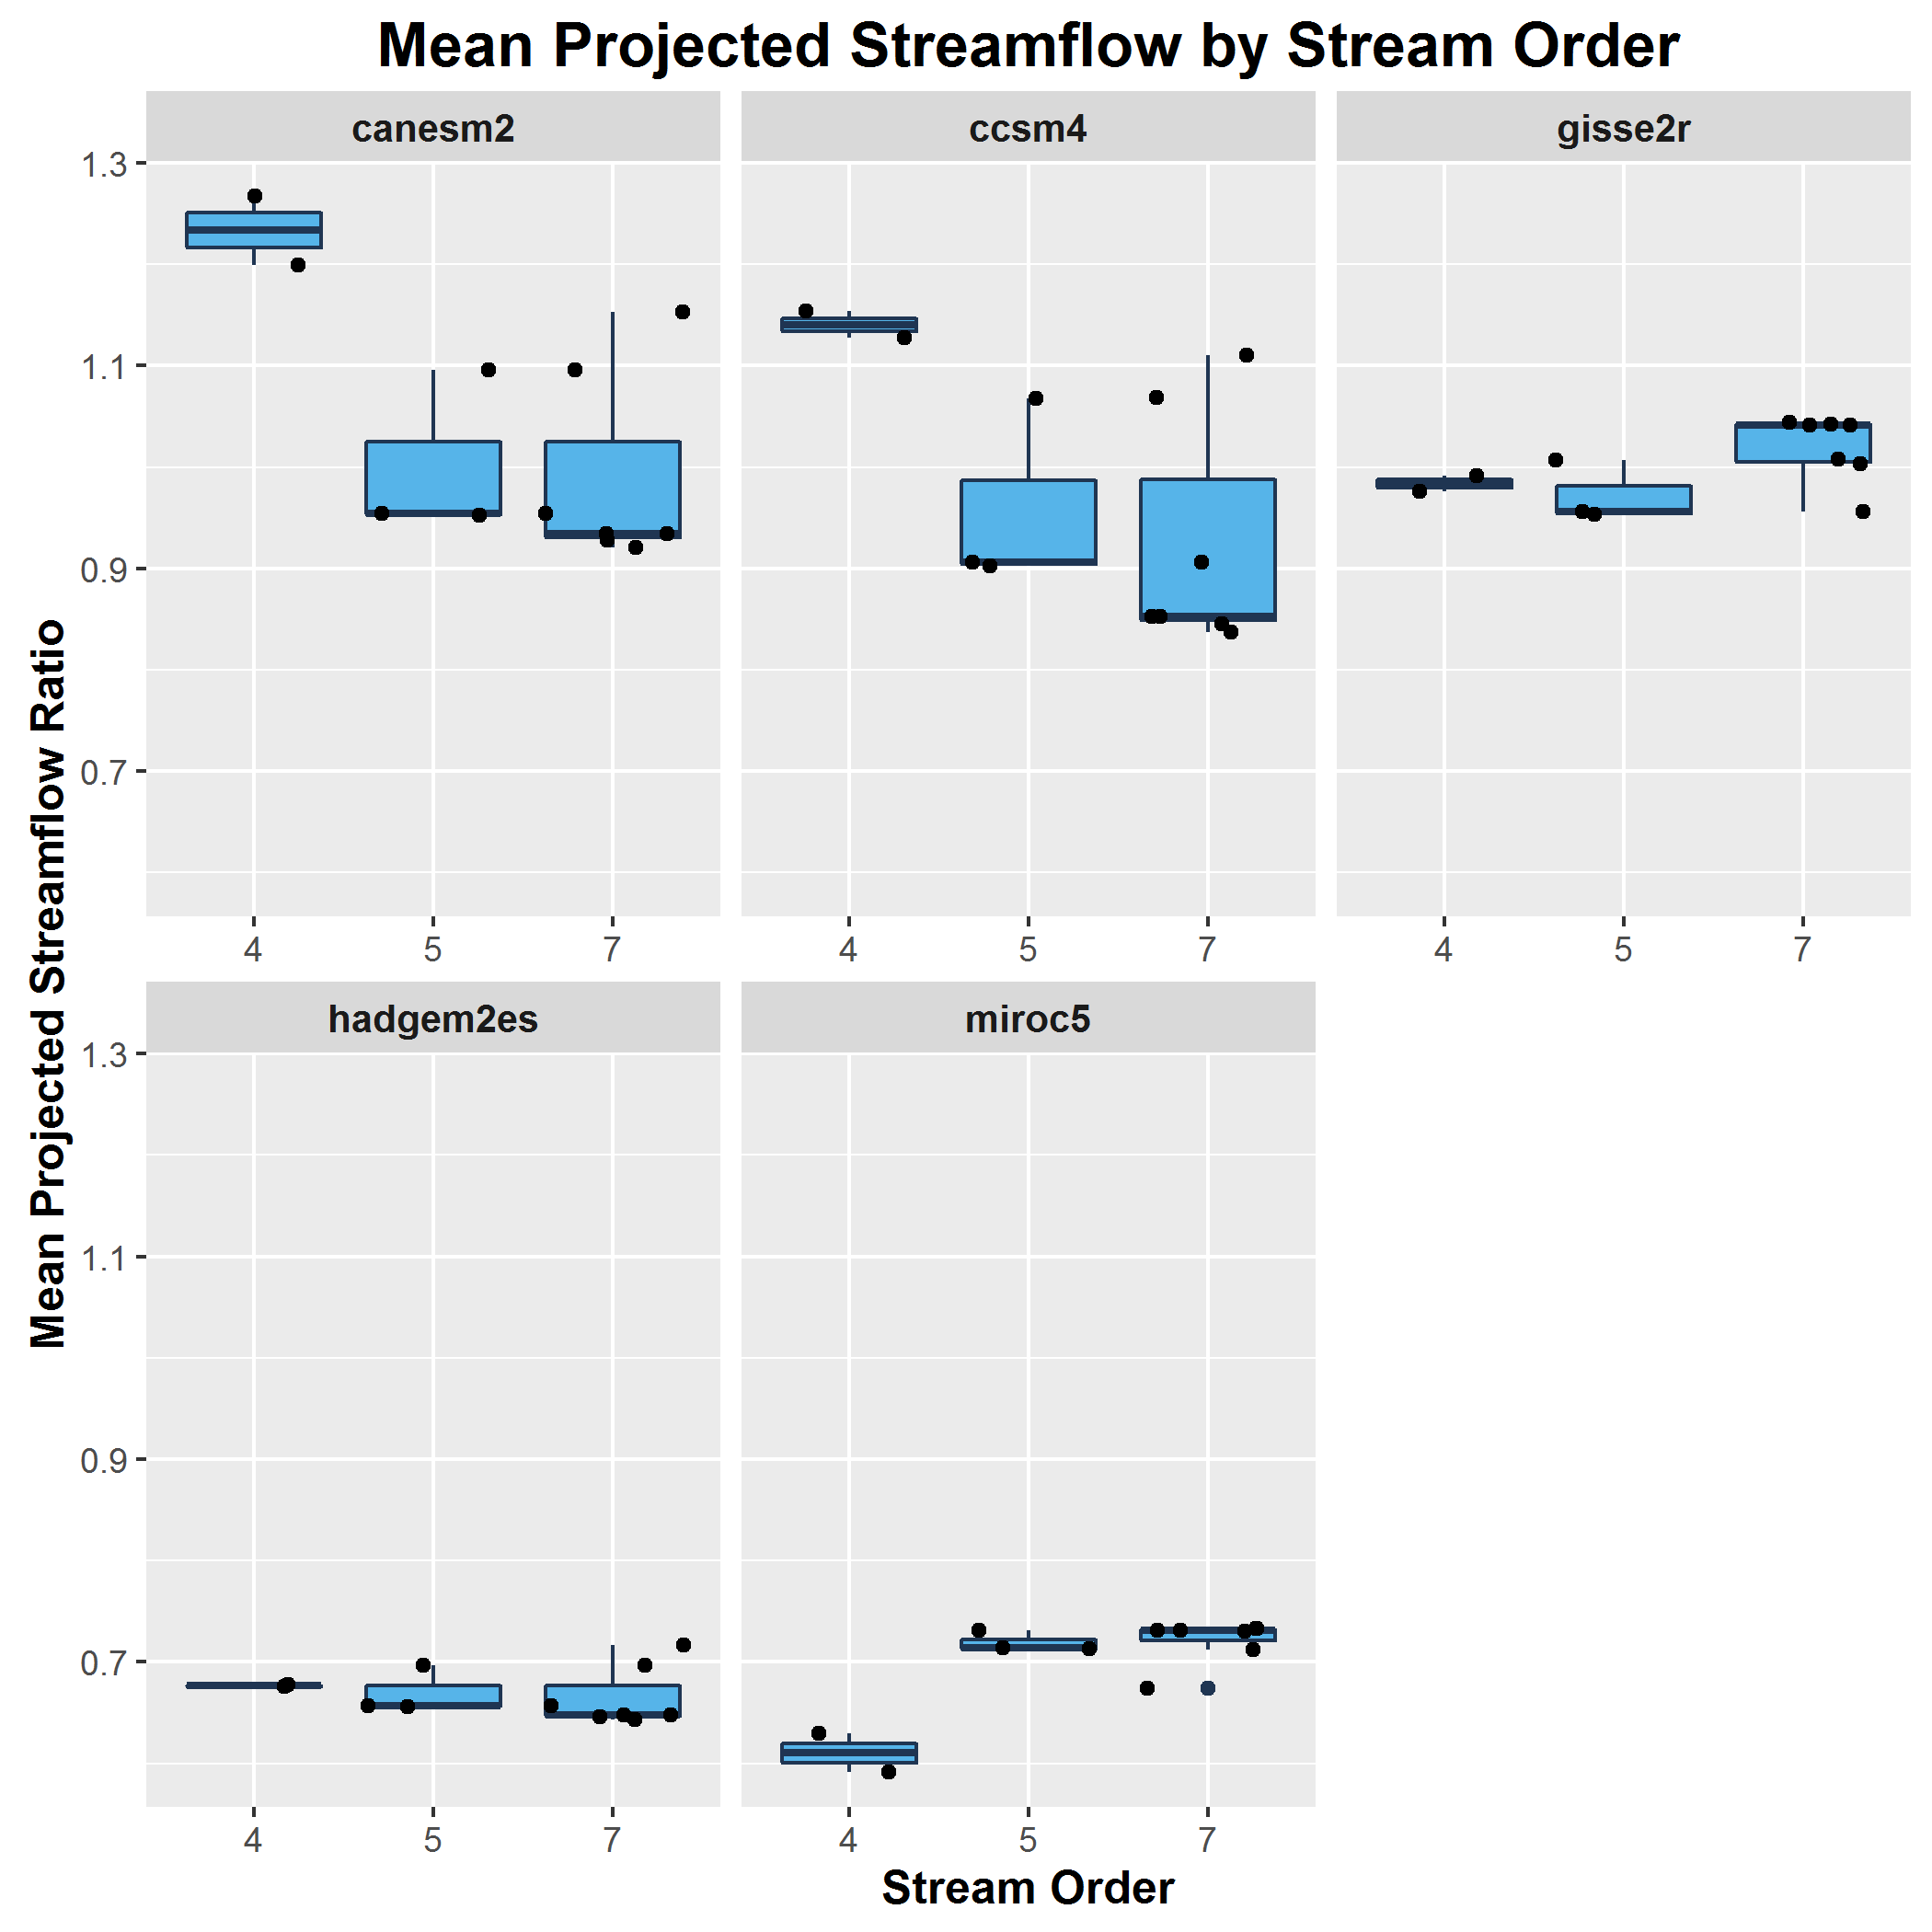 Mean Projected Streamflow by Stream Order
canesm2 ccsm4 gisse2r
1.3
1.1
0.9
0.7
4 5 7 4 5 7 4 5 7
hadgem2es miroc5
1.3
1.1
0.9
0.7
4 5 7 4 5 7
Stream Order
Mean Projected Streamflow Ratio